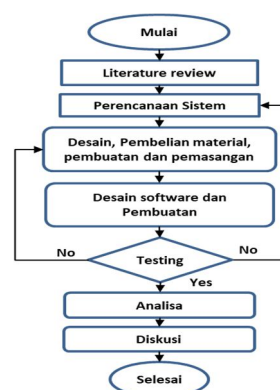 Mulai
Literature review
Perencanaan Sistem
Desain, Pembelian material,
pembuatan dan pemasangan
Desain software dan
Pembuatan
No
Testing
No
Yes
Analisa
Diskusi
Selesai